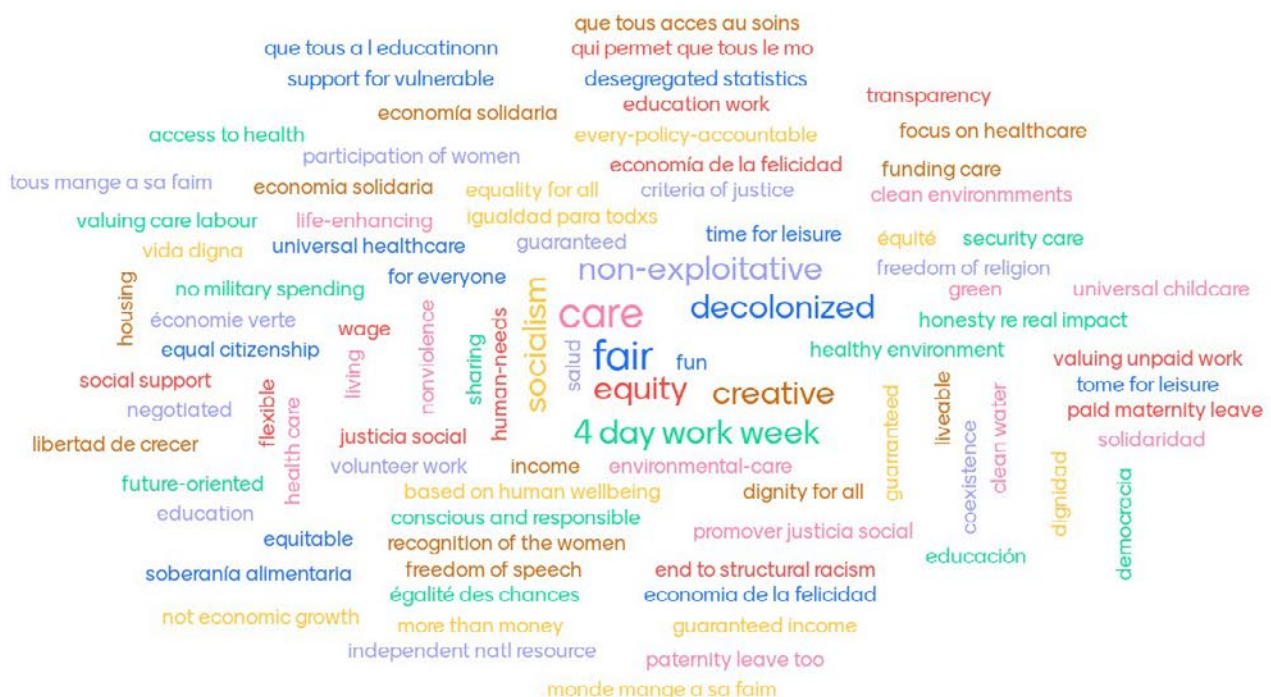 que tous acces au soins
que tous a l educatinonn
qui permet que tous le mo
support for vulnerable
desegregated statistics
education work
transparency
economía solidaria
access to health
every-policy-accountable
focus on healthcare
participation of women
economía de la felicidad
funding care
tous mange a sa faim
economia solidaria
equality for all
criteria of justice
clean environmments
valuing care labour
life-enhancing
igualdad para todxs
vida digna
universal healthcare
guaranteed
time for leisure
équité
security care
for everyone
non-exploitative
freedom of religion
housing
no military spending
green
universal childcare
économie verte
wage
nonviolence
sharing
human-needs
socialism
care
decolonized
honesty re real impact
equal citizenship
living
salud
fair
fun
healthy environment
valuing unpaid work
social support
equity
creative
tome for leisure
negotiated
flexible
health care
paid maternity leave
libertad de crecer
justicia social
4 day work week
guarranteed
liveable
coexistence
clean water
solidaridad
volunteer work
income
environmental-care
dignidad
democracia
future-oriented
based on human wellbeing
dignity for all
education
conscious and responsible
promover justicia social
equitable
recognition of the women
educación
soberanía alimentaria
freedom of speech
end to structural racism
égalité des chances
economia de la felicidad
not economic growth
more than money
guaranteed income
independent natl resource
paternity leave too
monde mange a sa faim